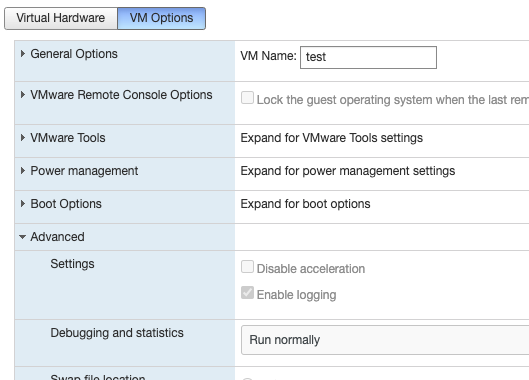 Virtual Hardware VM Options
General Options VM Name: test
VMware Remote Console Options Lock the guest operating system when the last rem
VMware Tools Expand for VMware Tools settings
Power management Expand for power management settings
Boot Options Expand for boot options
Advanced
Settings Disable acceleration
Enable logging
Debugging and statistics Run normally
Swap file location